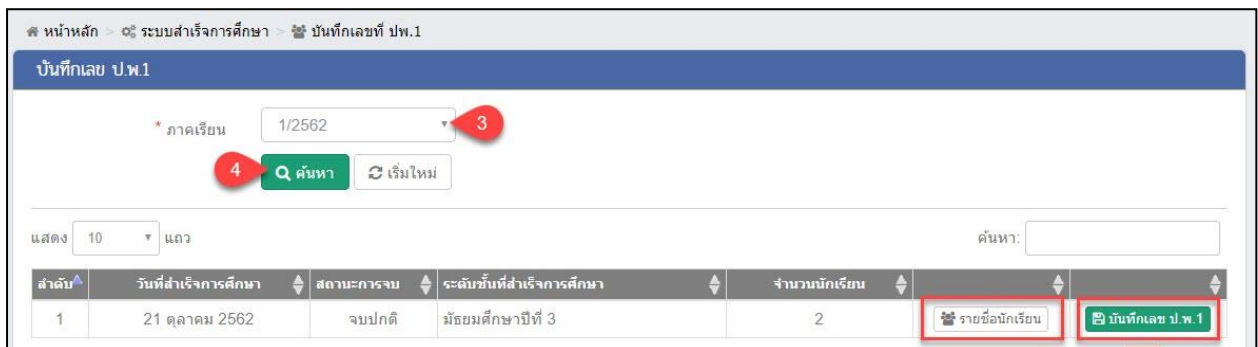 หน้าหลัก > ระบบสำเร็จการศึกษา > บันทึกเลขที่ ปพ.1
บันทึกเลข ป.พ.1
* ภาคเรียน 1/2562 3
4 ค้นหา เริ่มใหม่
แสดง 10 แถว ค้นหา:
ลำดับ วันที่สำเร็จการศึกษา สถานะการจบ ระดับชั้นที่สำเร็จการศึกษา จำนวนนักเรียน
1 21 ตุลาคม 2562 จบปกติ มัธยมศึกษาปีที่ 3 2 รายชื่อนักเรียน บันทึกเลข ป.พ.1